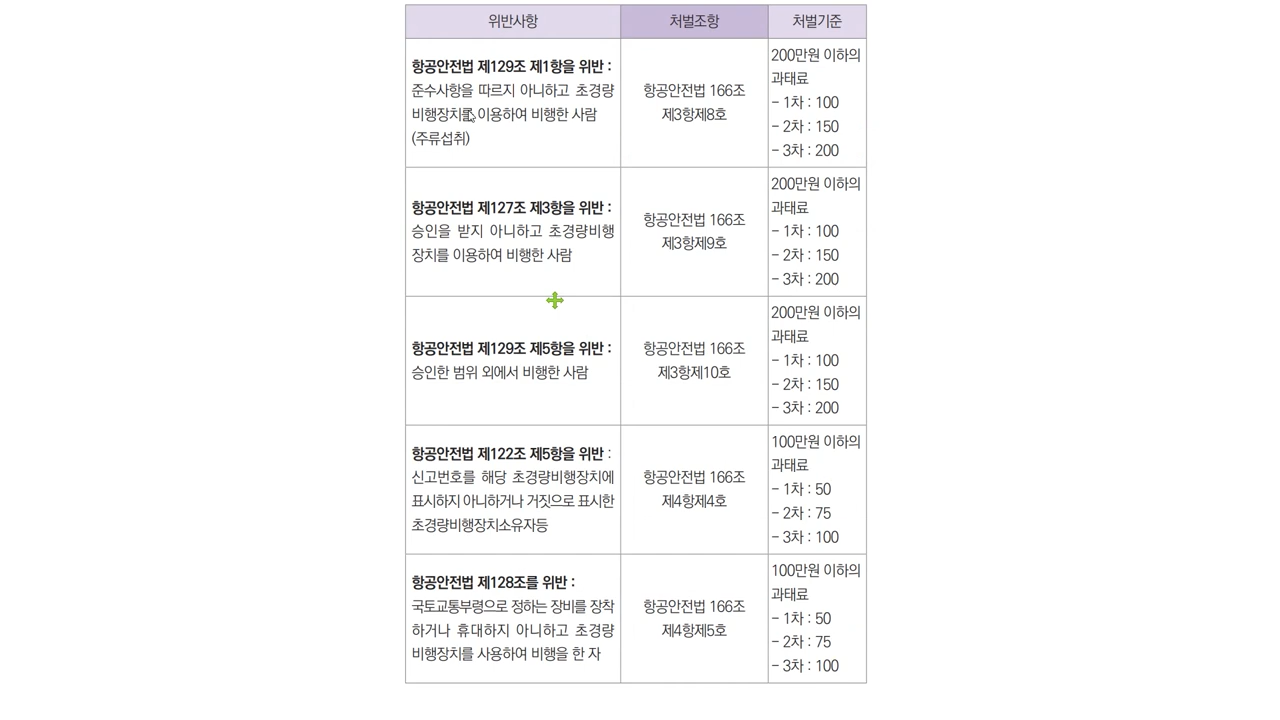 위반사항
처벌조항
처벌기준
항공안전법 제129조 제1항을 위반 :
준수사항을 따르지 아니하고 초경량
비행장치를 이용하여 비행한 사람
(주류섭취)
항공안전법 166조
제3항제8호
200만원 이하의
과태료
- 1차 : 100
- 2차 : 150
- 3차 : 200
항공안전법 제127조 제3항을 위반 :
승인을 받지 아니하고 초경량비행
장치를 이용하여 비행한 사람
항공안전법 166조
제3항제9호
200만원 이하의
과태료
- 1차 : 100
- 2차 : 150
- 3차 : 200
항공안전법 제129조 제5항을 위반 :
승인한 범위 외에서 비행한 사람
항공안전법 166조
제3항제10호
200만원 이하의
과태료
- 1차 : 100
- 2차 : 150
- 3차 : 200
항공안전법 제122조 제5항을 위반 :
신고번호를 해당 초경량비행장치에
표시하지 아니하거나 거짓으로 표시한
초경량비행장치소유자등
항공안전법 166조
제4항제4호
100만원 이하의
과태료
- 1차 : 50
- 2차 : 75
- 3차 : 100
항공안전법 제128조를 위반 :
국토교통부령으로 정하는 장비를 장착
하거나 휴대하지 아니하고 초경량
비행장치를 사용하여 비행을 한 자
항공안전법 166조
제4항제5호
100만원 이하의
과태료
- 1차 : 50
- 2차 : 75
- 3차 : 100